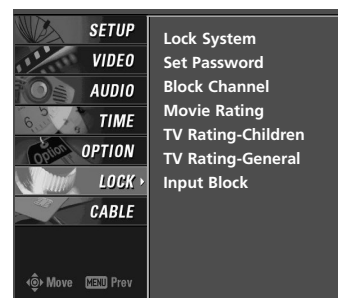 SETUP
VIDEO
AUDIO
TIME
OPTION
LOCK
CABLE
Move MENU Prev
Lock System
Set Password
Block Channel
Movie Rating
TV Rating-Children
TV Rating-General
Input Block